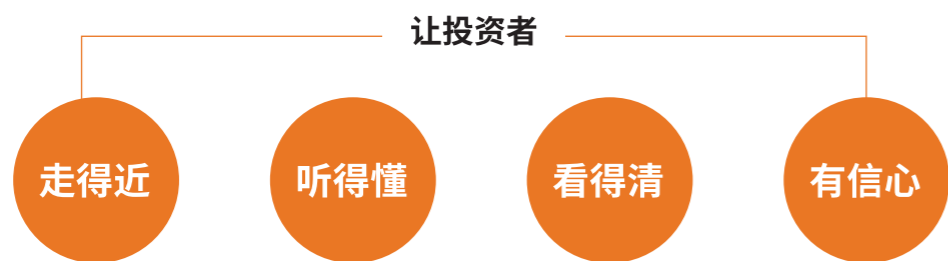 让投资者
走得近
听得懂
看得清
有信心